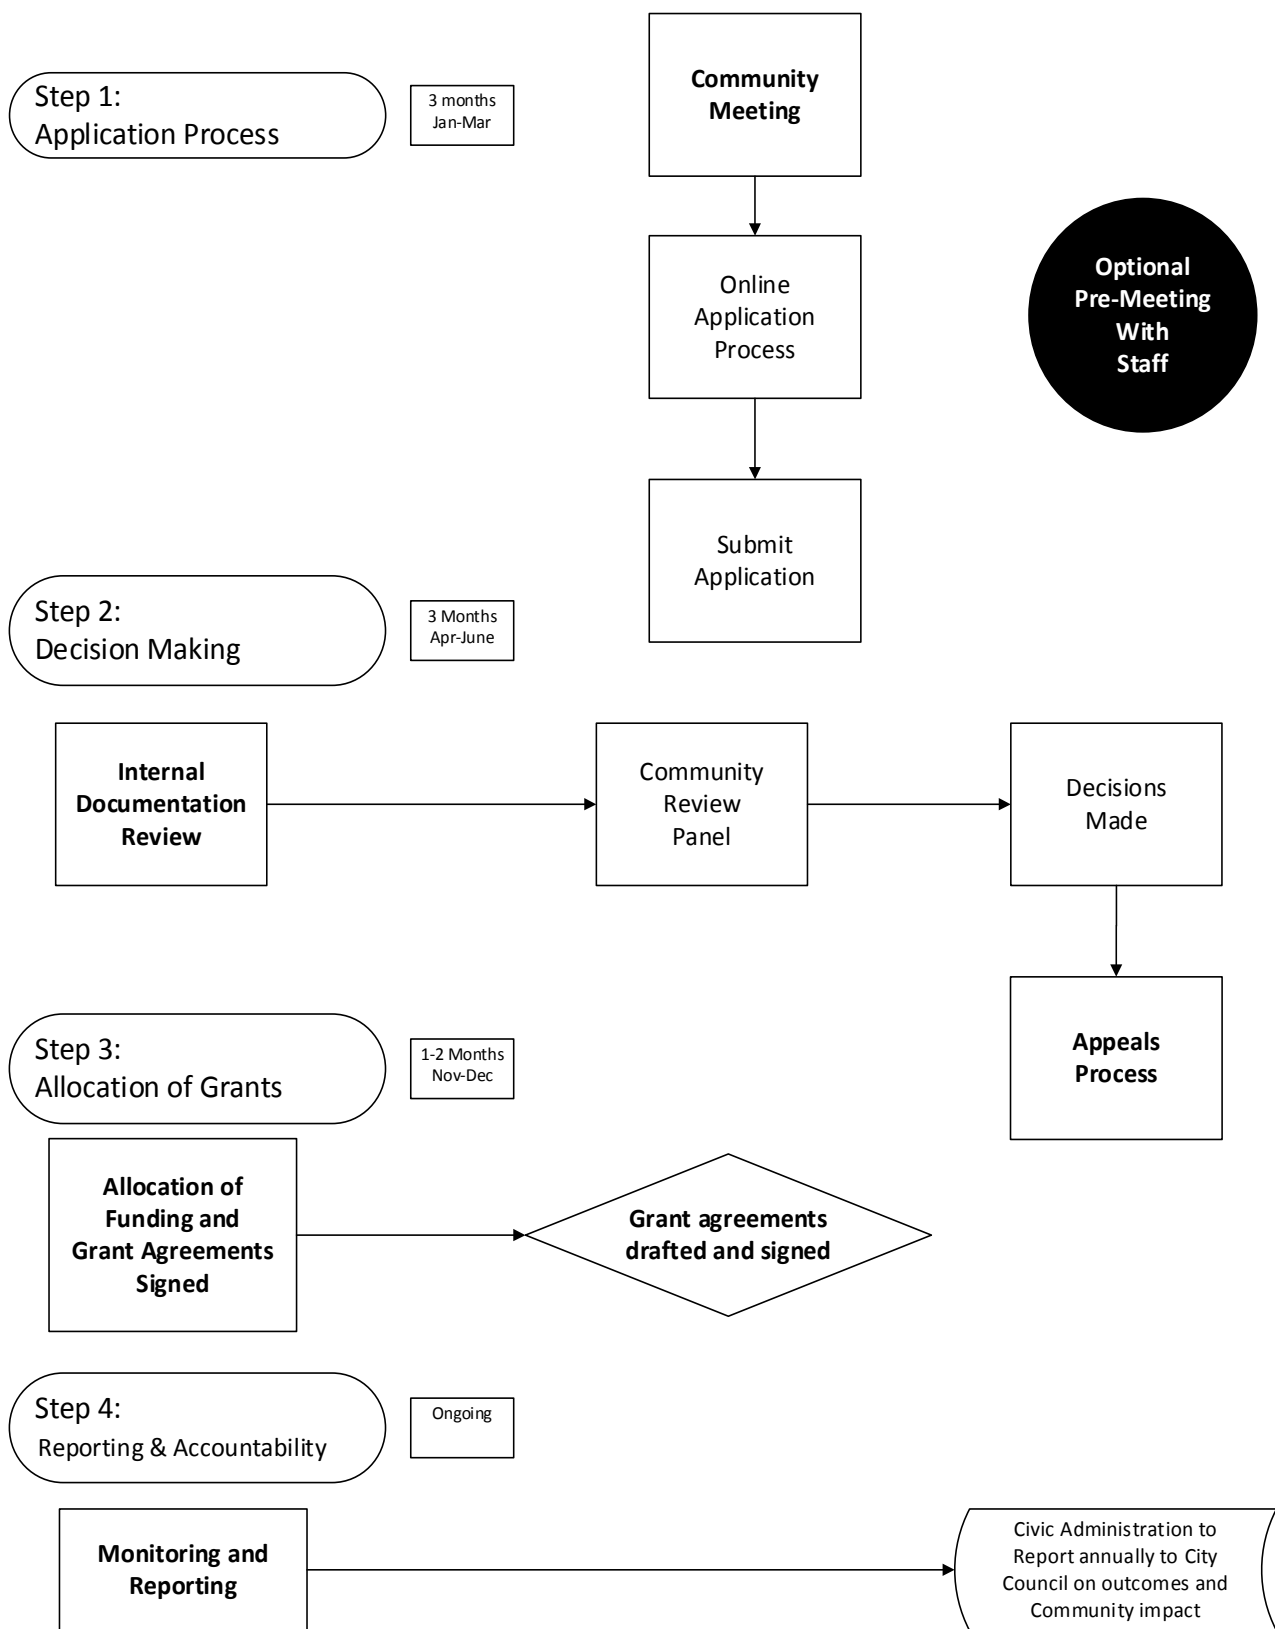 Step 1:
Application Process
3 months
Jan-Mar
Community
Meeting
Online
Application
Process
Optional
Pre-Meeting
With
Staff
Submit
Application
Step 2:
Decision Making
3 Months
Apr-June
Internal
Documentation
Review
Community
Review
Panel
Decisions
Made
Appeals
Process
Step 3:
Allocation of Grants
1-2 Months
Nov-Dec
Allocation of
Funding and
Grant Agreements
Signed
Grant agreements
drafted and signed
Step 4:
Reporting & Accountability
Ongoing
Monitoring and
Reporting
Civic Administration to
Report annually to City
Council on outcomes and
Community impact